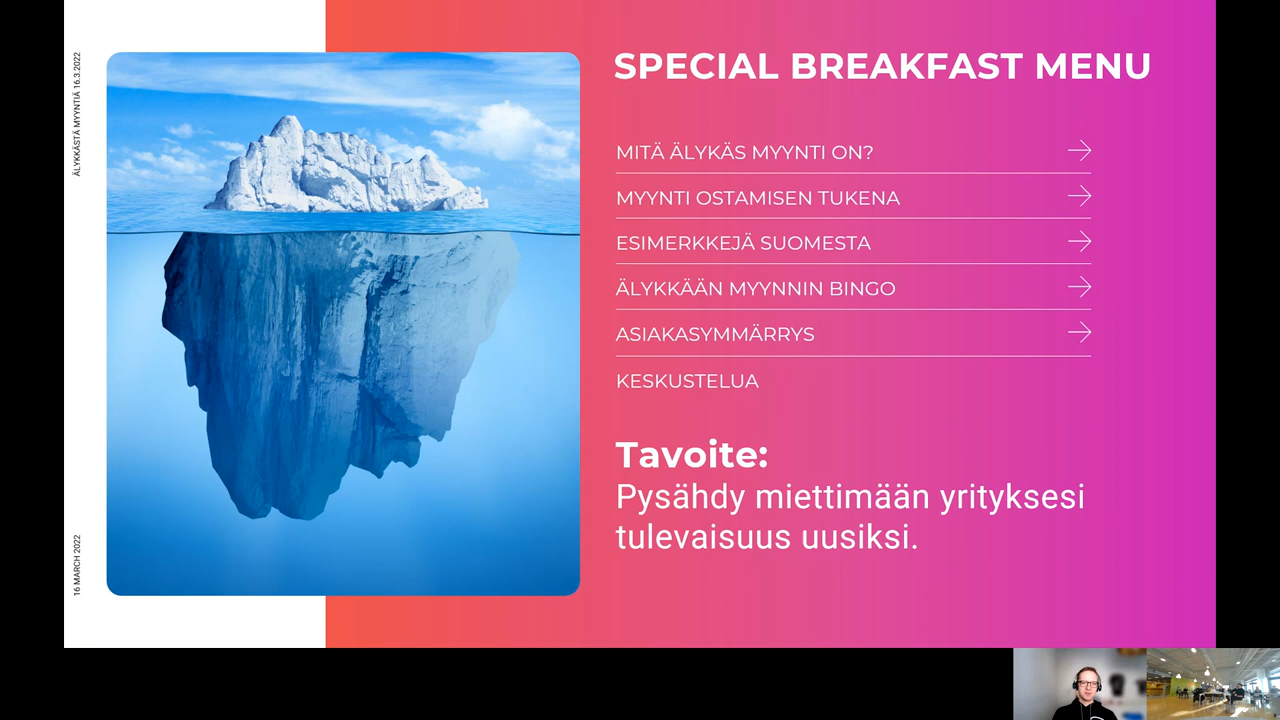 ÄLYKKÄSTÄ MYYNTIÄ 16.3.2022
16 MARCH 2022
SPECIAL BREAKFAST MENU
MITÄ ÄLYKÄS MYYNTI ON?
MYYNTI OSTAMISEN TUKENA
ESIMERKKEJÄ SUOMESTA
ÄLYKKÄÄN MYYNNIN BINGO
ASIAKASYMMÄRRYS
KESKUSTELUA
Tavoite:
Pysähdy miettimään yrityksesi
tulevaisuus uusiksi.